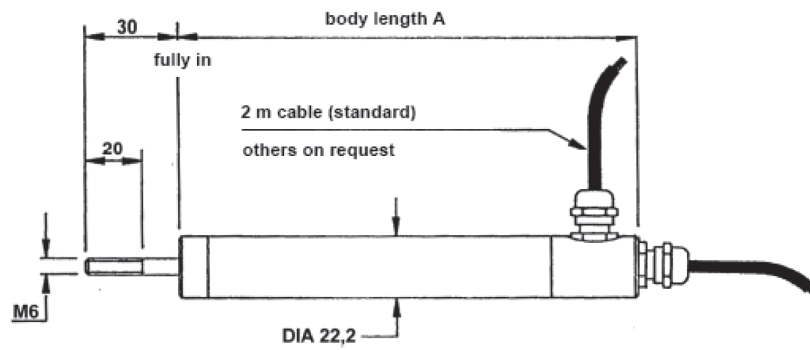 body length A
30
fully in
2 m cable (standard)
others on request
20
M6
DIA 22,2